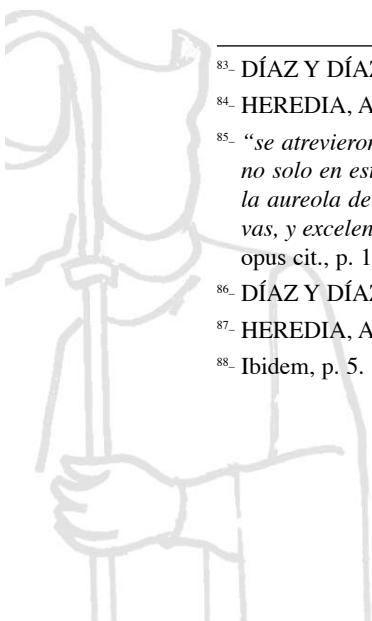 83- DÍAZ Y DÍAZ
84- HEREDIA, A
85- “se atrevieron
no solo en est
la aureola de
vas, y excelen
opus cit., p. 1
86- DÍAZ Y DÍAZ
87- HEREDIA, A
88- Ibidem, p. 5.